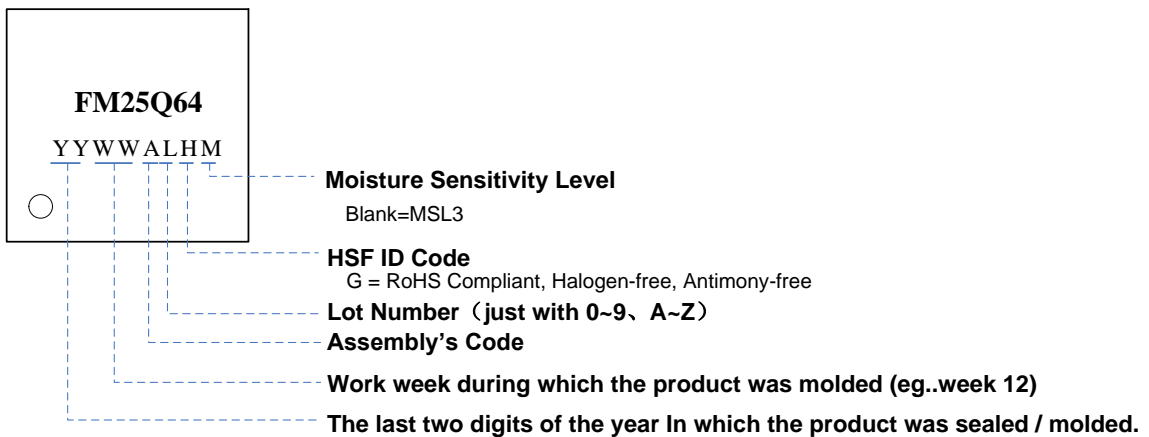 FM25Q64
YYWWALHM
Moisture Sensitivity Level
Blank=MSL3
HSF ID Code
G = RoHS Compliant, Halogen-free, Antimony-free
Lot Number（just with 0~9、A~Z）
Assembly's Code
Work week during which the product was molded (eg..week 12)
The last two digits of the year In which the product was sealed / molded.